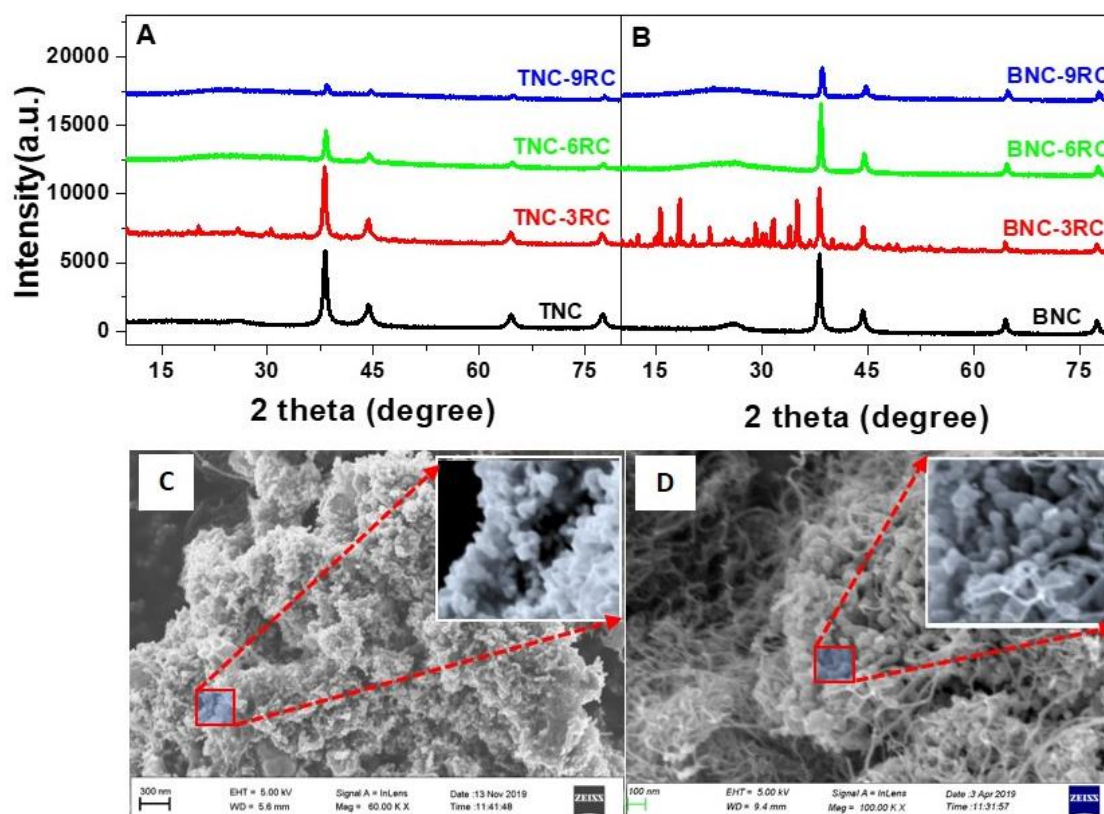 A
B
20000
15000
10000
5000
0
Intensity(a.u.)
TNC-9RC
TNC-6RC
TNC-3RC
TNC
BNC-9RC
BNC-6RC
BNC-3RC
BNC
15 30 45 60 75
15 30 45 60 75
2 theta (degree)
2 theta (degree)
C
D
300 nm
EHT = 5.00 kV
WD = 5.6 mm
Signal A = InLens
Mag = 60.00 K X
Date :13 Nov 2019
Time :11:41:48
ZEISS
100 nm
EHT = 5.00 kV
WD = 9.4 mm
Signal A = InLens
Mag = 100.00 K X
Date :3 Apr 2019
Time :11:31:57
ZEISS